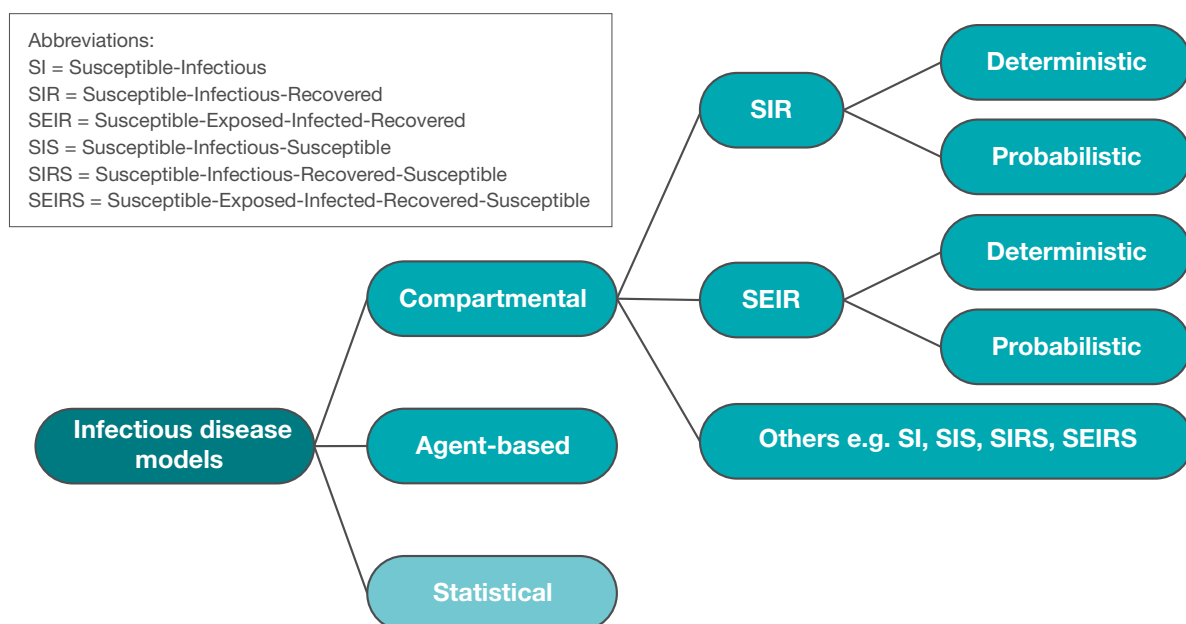 Abbreviations:
SI = Susceptible-Infectious
SIR = Susceptible-Infectious-Recovered
SEIR = Susceptible-Exposed-Infected-Recovered
SIS = Susceptible-Infectious-Susceptible
SIRS = Susceptible-Infectious-Recovered-Susceptible
SEIRS = Susceptible-Exposed-Infected-Recovered-Susceptible
Infectious disease
models
Compartmental
Agent-based
Statistical
SIR
SEIR
Others e.g. SI, SIS, SIRS, SEIRS
Deterministic
Probabilistic
Deterministic
Probabilistic